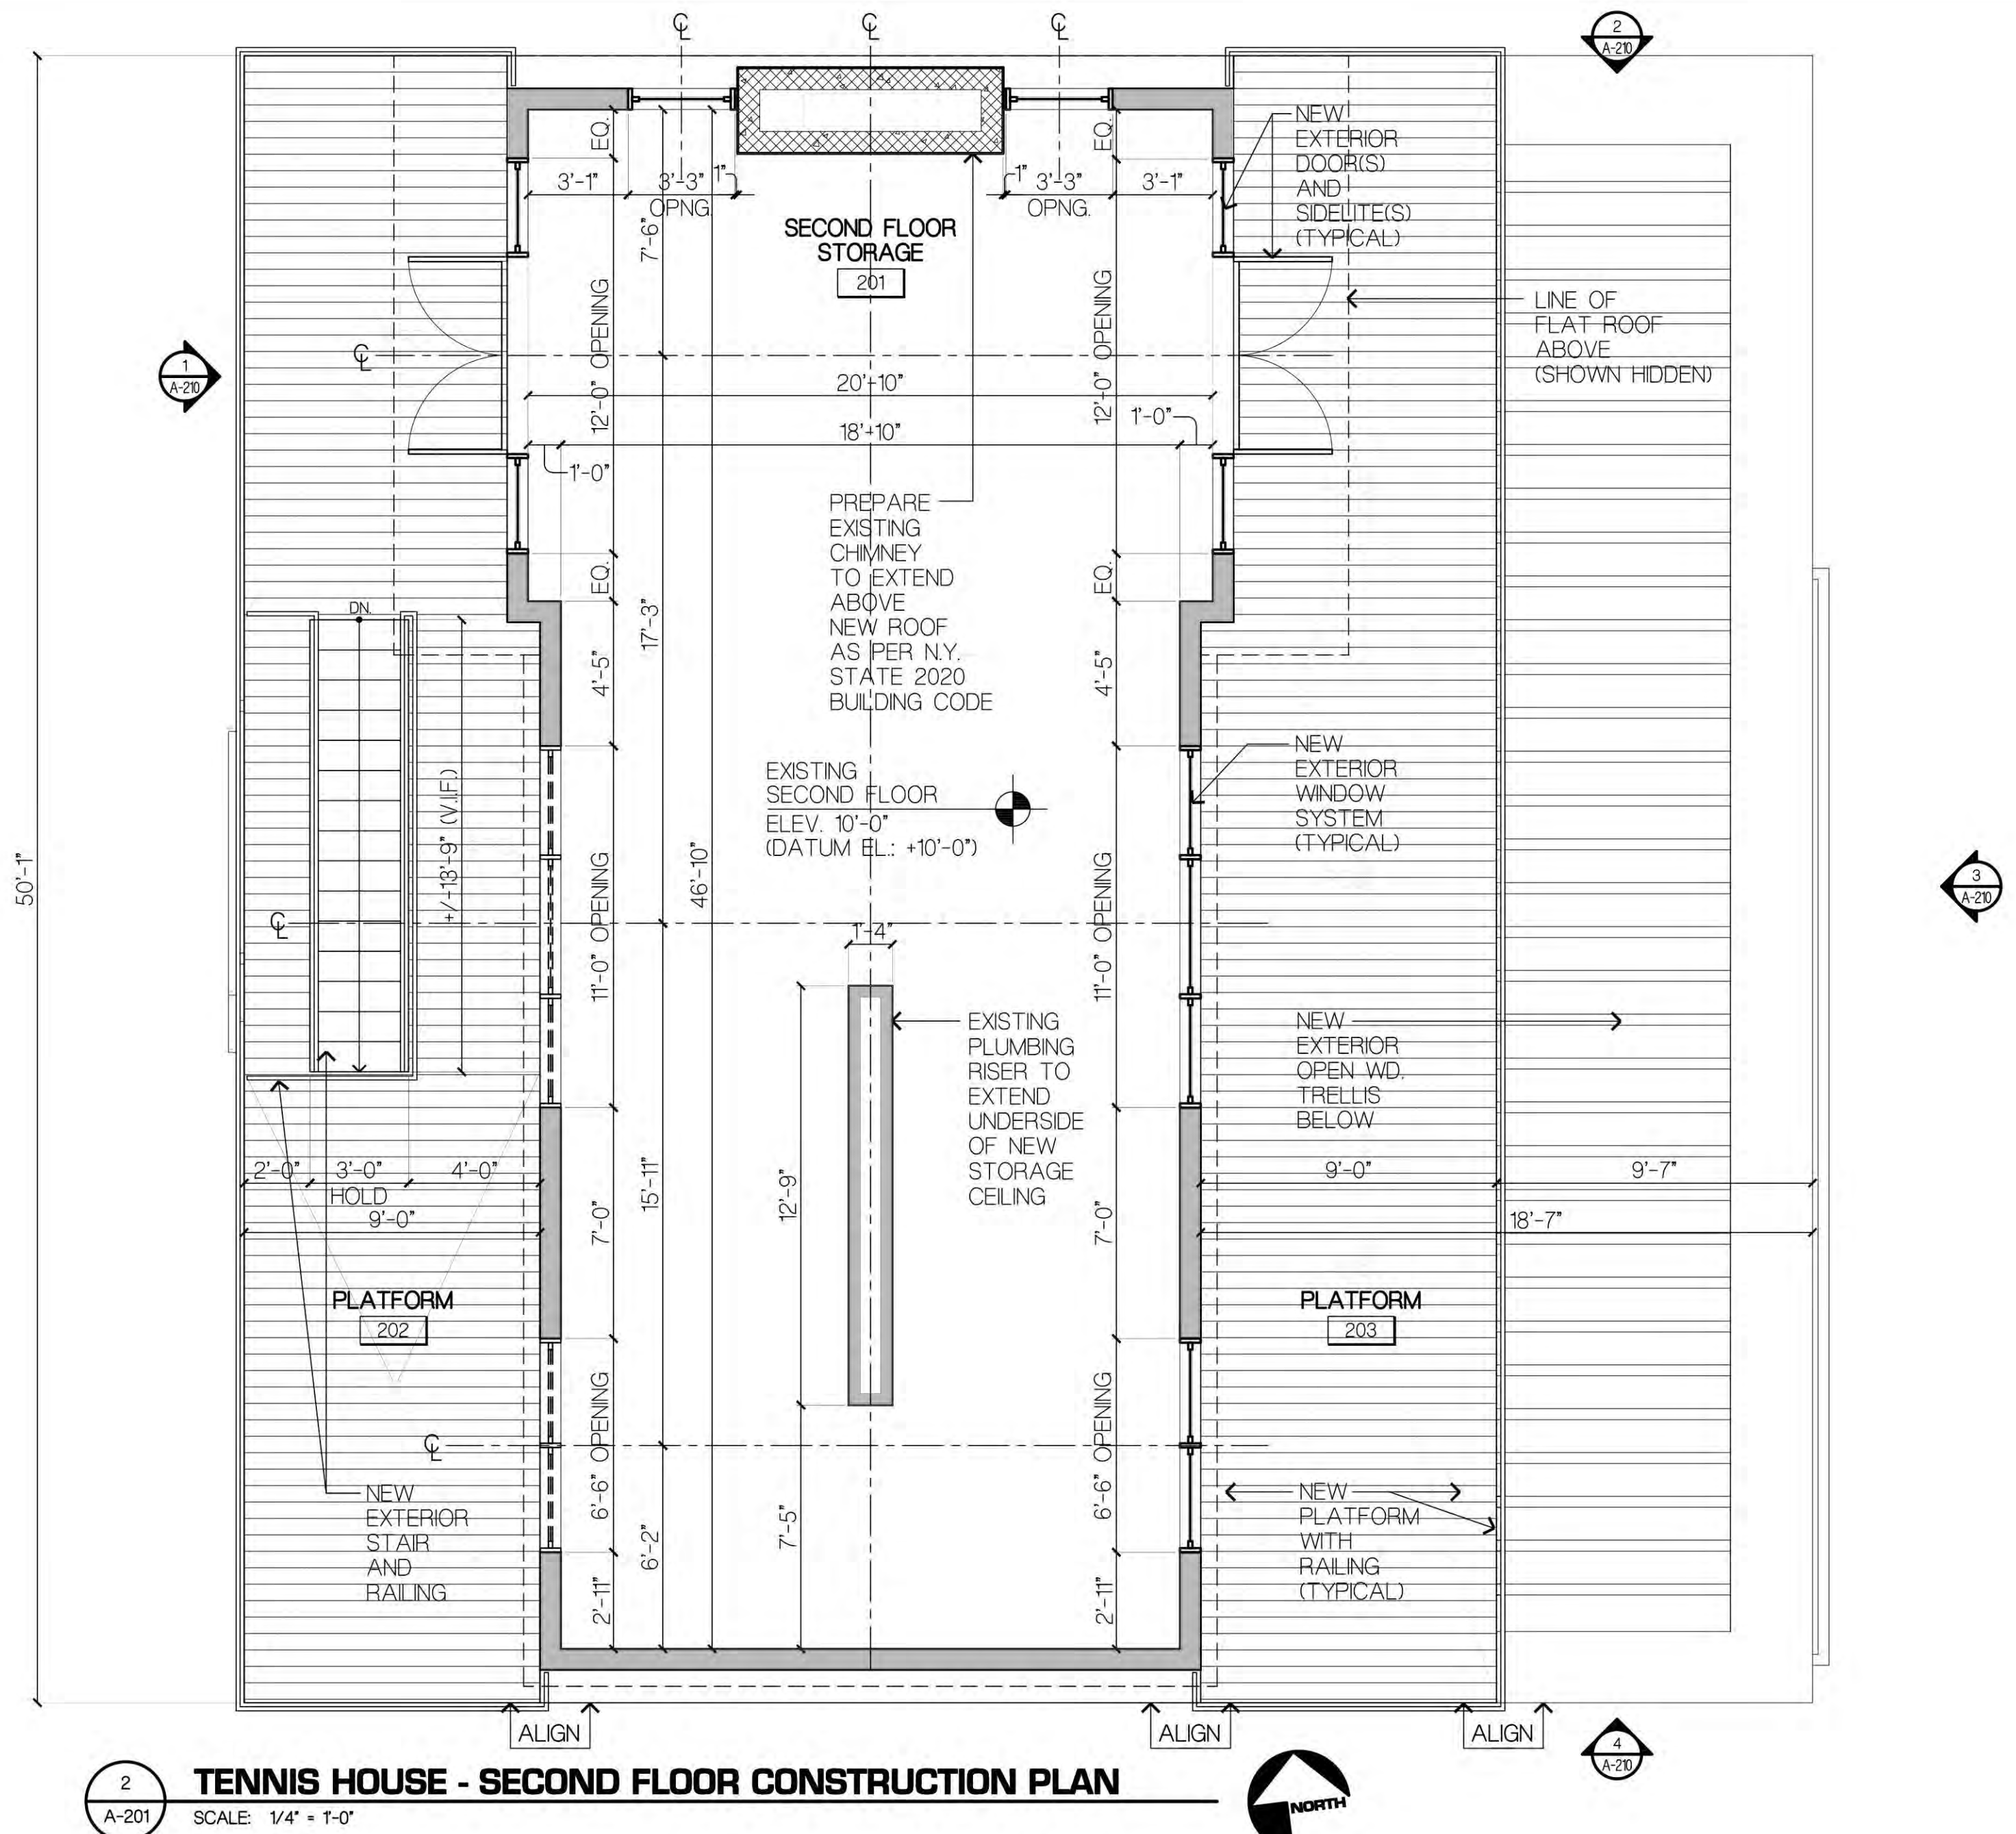 ℄
℄
℄
2
A-210
NEW
EXTERIOR
DOOR(S)
AND
SIDELITE(S)
(TYPICAL)
EQ.
EQ.
3'-1"
3'-3"
OPNG.
1"
1"
3'-3"
OPNG.
3'-1"
7'-6"
SECOND FLOOR
STORAGE
201
LINE OF
FLAT ROOF
ABOVE
(SHOWN HIDDEN)
1
A-210
℄
12'-0" OPENING
12'-0" OPENING
20'-10"
18'-10"
1'-0"
1'-0"
PREPARE
EXISTING
CHIMNEY
TO EXTEND
ABOVE
NEW ROOF
AS PER N.Y.
STATE 2020
BUILDING CODE
EQ.
EQ.
DN.
17'-3"
4'-5"
4'-5"
+/-13'-9" (V.I.F.)
EXISTING
SECOND FLOOR
ELEV. 10'-0"
(DATUM EL.: +10'-0")
NEW
EXTERIOR
WINDOW
SYSTEM
(TYPICAL)
50'-1"
46'-10"
3
A-210
℄
11'-0" OPENING
11'-0" OPENING
1'-4"
EXISTING
PLUMBING
RISER TO
EXTEND
UNDERSIDE
OF NEW
STORAGE
CEILING
NEW
EXTERIOR
OPEN WD.
TRELLIS
BELOW
2'-0"
3'-0"
HOLD
4'-0"
9'-0"
15'-11"
12'-9"
7'-0"
7'-0"
9'-0"
9'-7"
18'-7"
PLATFORM
202
PLATFORM
203
℄
6'-6" OPENING
6'-6" OPENING
NEW
EXTERIOR
STAIR
AND
RAILING
6'-2"
7'-5"
NEW
PLATFORM
WITH
RAILING
(TYPICAL)
2'-11"
2'-11"
ALIGN
ALIGN
ALIGN
4
A-210
2
A-201
TENNIS HOUSE - SECOND FLOOR CONSTRUCTION PLAN
SCALE: 1/4" = 1'-0"
NORTH